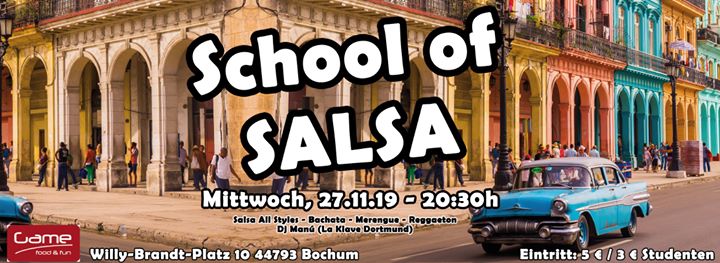 School of
SALSA
Mittwoch, 27.11.19 - 20:30h
Salsa All Styles - Bachata - Merengue - Reggaeton
Dj Manú (La Klave Dortmund)
Game
food & fun
Willy-Brandt-Platz 10 44793 Bochum
Eintritt: 5 € / 3 € Studenten